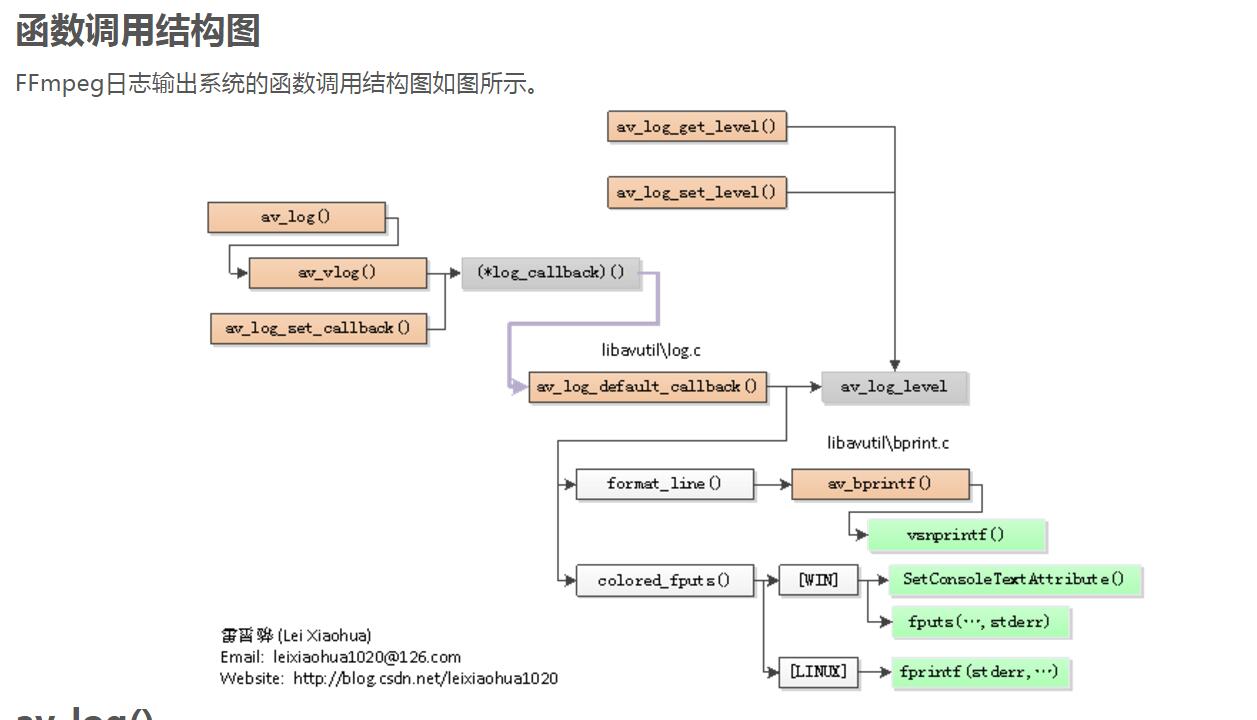 函数调用结构图
FFmpeg日志输出系统的函数调用结构图如图所示。
av_log_get_level()
av_log_set_level()
av_log()
av_vlog()
(*log_callback)()
av_log_set_callback()
libavutil\log.c
av_log_default_callback()
av_log_level
libavutil\bprint.c
format_line()
av_bprintf()
vsnprintf()
colored_fputs()
[WIN]
SetConsoleTextAttribute()
fputs(…,stderr)
[LINUX]
fprintf(stderr,…)
雷霄骅 (Lei Xiaohua)
Email: leixiaohua1020@126.com
Website: http://blog.csdn.net/leixiaohua1020
av_log()